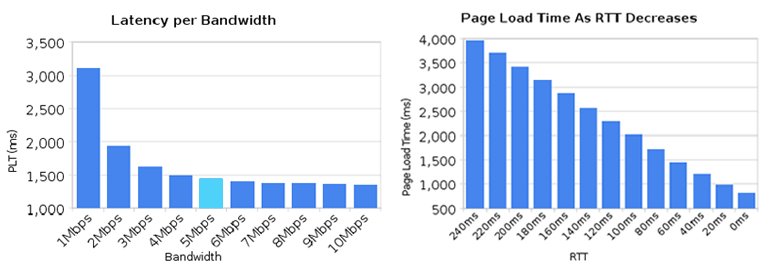 Latency per Bandwidth
3,500
3,000
2,500
2,000
1,500
1,000
PLT (ms)
1Mbps
2Mbps
3Mbps
4Mbps
5Mbps
6Mbps
7Mbps
8Mbps
9Mbps
10Mbps
Bandwidth
Page Load Time As RTT Decreases
4,000
3,500
3,000
2,500
2,000
1,500
1,000
500
Page Load Time (ms)
240ms
220ms
200ms
180ms
160ms
140ms
120ms
100ms
80ms
60ms
40ms
20ms
0ms
RTT